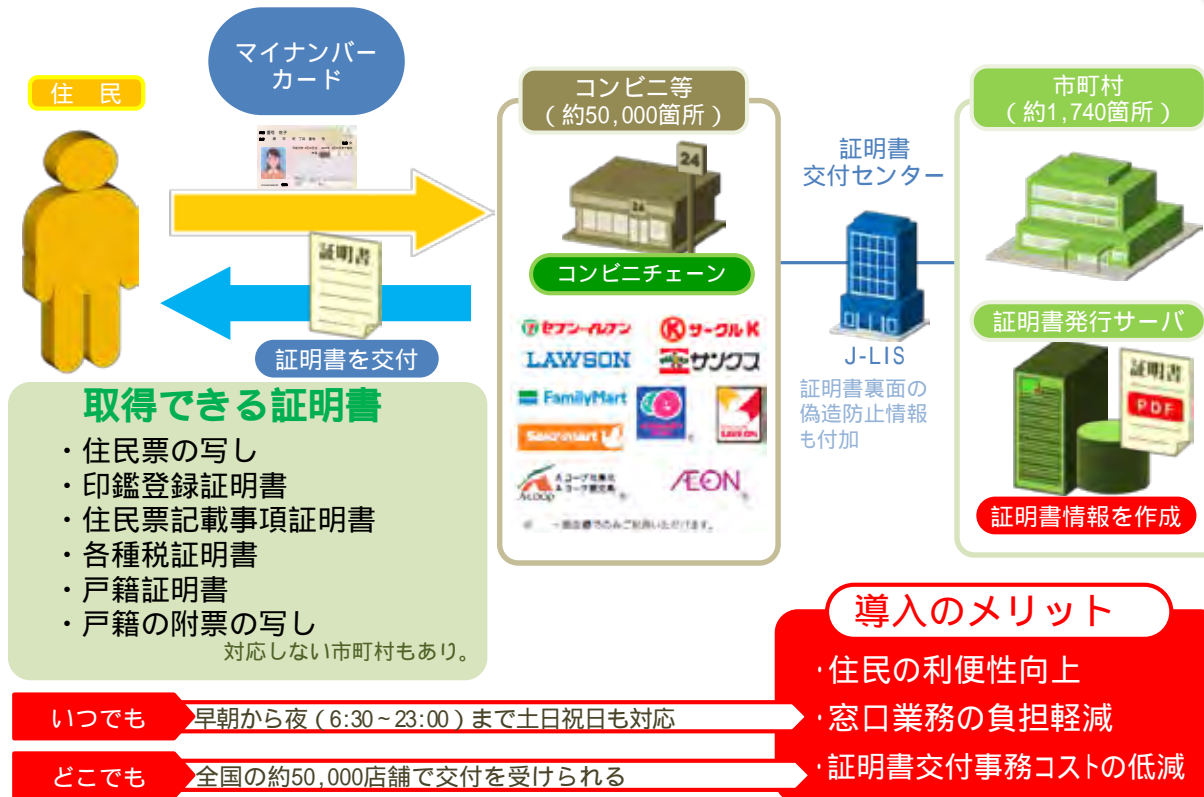 住 民
マイナンバー
カード
コンビニ等
(約50,000箇所)
24
24
コンビニチェーン
セブン-イレブン
サークルK
LAWSON
サンクス
FamilyMart
Seicomart
ACOOP
ÆON
証明書
交付センター
J-LIS
証明書裏面の
偽造防止情報
も付加
市町村
(約1,740箇所)
証明書発行サーバ
証明書
PDF
証明書情報を作成
証明書
証明書を交付
取得できる証明書
・住民票の写し
・印鑑登録証明書
・住民票記載事項証明書
・各種税証明書
・戸籍証明書
・戸籍の附票の写し
対応しない市町村もあり。
導入のメリット
・住民の利便性向上
・窓口業務の負担軽減
・証明書交付事務コストの低減
いつでも
早朝から夜(6:30~23:00)まで土日祝日も対応
どこでも
全国の約50,000店舗で交付を受けられる